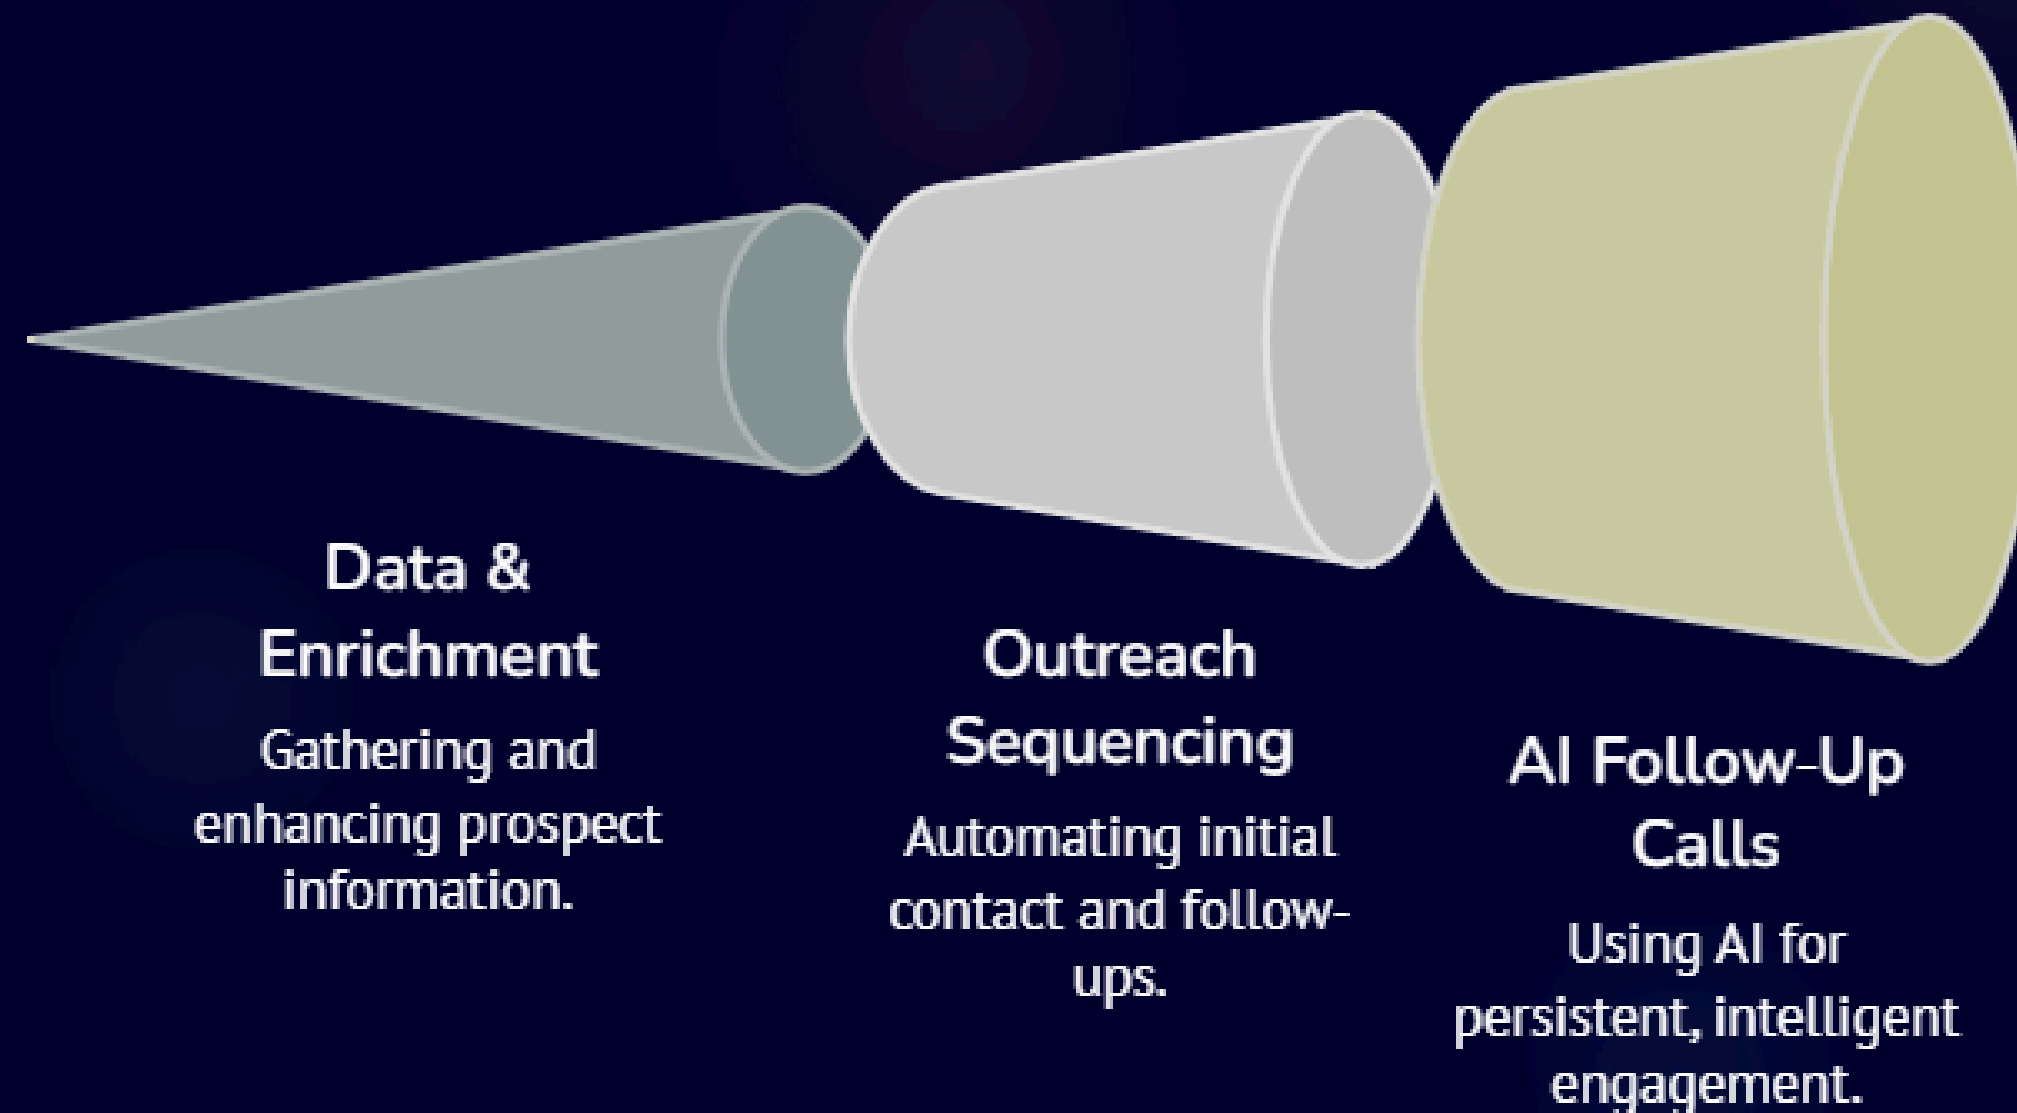 Data &
Enrichment
Gathering and
enhancing prospect
information.
Outreach
Sequencing
Automating initial
contact and follow-
ups.
AI Follow-Up
Calls
Using AI for
persistent, intelligent
engagement.